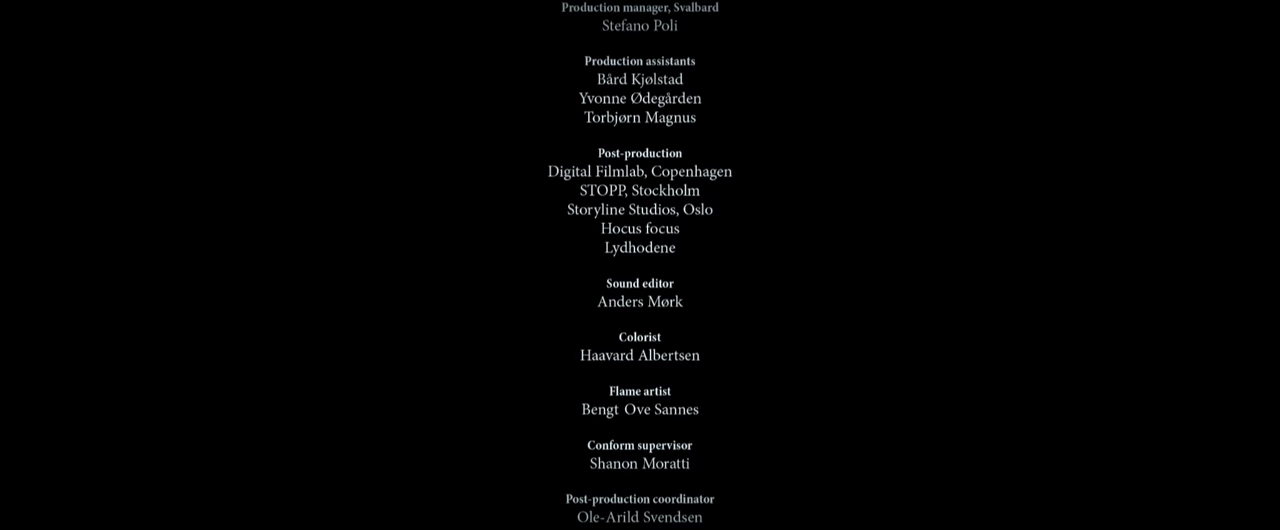 Production manager, Svalbard
Stefano Poli
Production assistants
Bård Kjølstad
Yvonne Ødegården
Torbjørn Magnus
Post-production
Digital Filmlab, Copenhagen
STOPP, Stockholm
Storyline Studios, Oslo
Hocus focus
Lydhodene
Sound editor
Anders Mørk
Colorist
Haavard Albertsen
Flame artist
Bengt Ove Sannes
Conform supervisor
Shanon Moratti
Post-production coordinator
Ole-Arild Svendsen